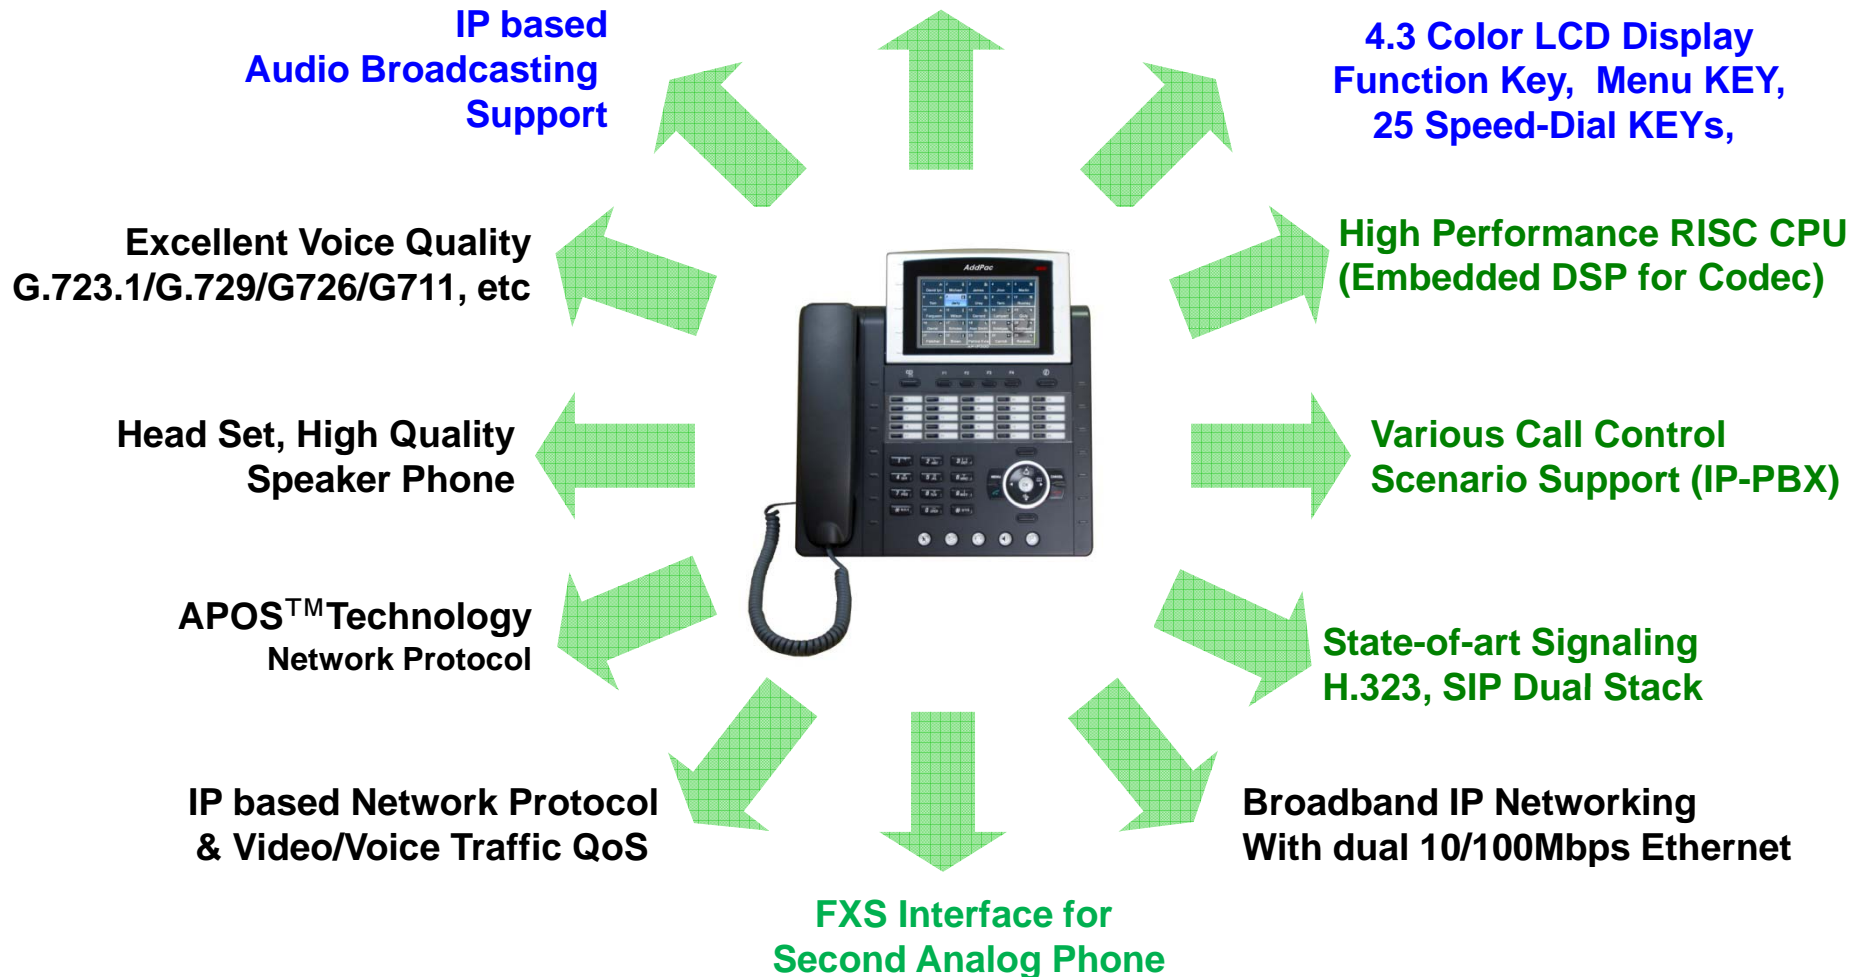 IP based
Audio Broadcasting
Support
4.3 Color LCD Display
Function Key, Menu KEY,
25 Speed-Dial KEYs,
Excellent Voice Quality
G.723.1/G.729/G726/G711, etc
High Performance RISC CPU
(Embedded DSP for Codec)
AddPac
Head Set, High Quality
Speaker Phone
Various Call Control
Scenario Support (IP-PBX)
APOS™Technology
Network Protocol
State-of-art Signaling
H.323, SIP Dual Stack
IP based Network Protocol
& Video/Voice Traffic QoS
Broadband IP Networking
With dual 10/100Mbps Ethernet
FXS Interface for
Second Analog Phone